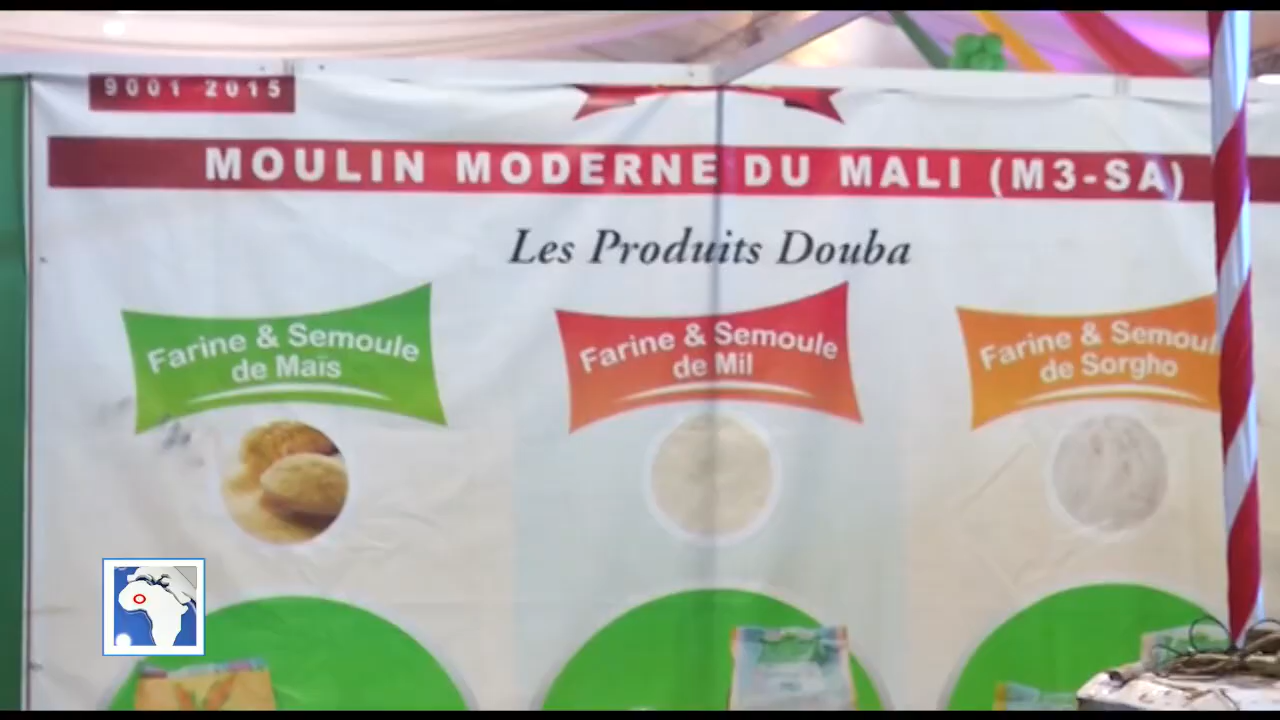 9001 2015
MOULIN MODERNE DU MALI (M3-SA)
Les Produits Douba
Farine & Semoule
de Maïs
Farine & Semoule
de Mil
Farine & Semoul
de Sorgho